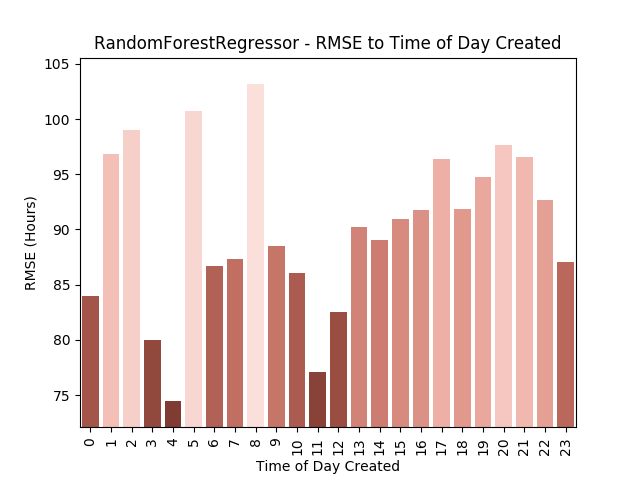 RandomForestRegressor - RMSE to Time of Day Created
105
100
95
90
85
80
75
RMSE (Hours)
0 1 2 3 4 5 6 7 8 9 10 11 12 13 14 15 16 17 18 19 20 21 22 23
Time of Day Created